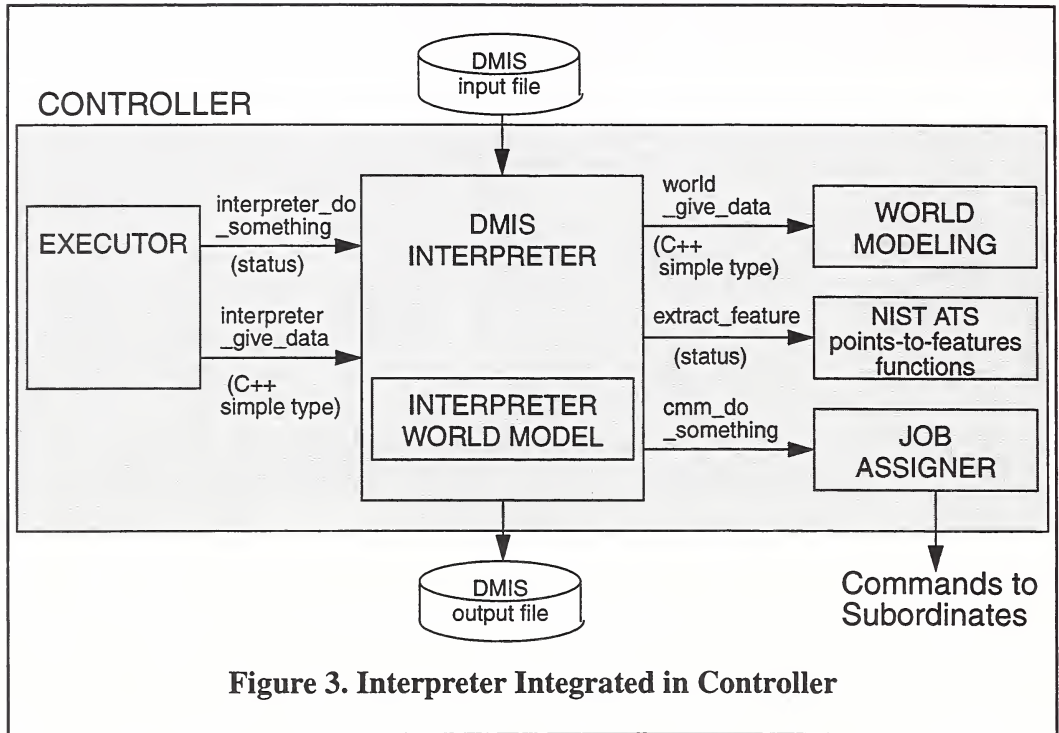 DMIS
input file
CONTROLLER
EXECUTOR
interpreter_do
_something
(status)
interpreter
_give_data
(C++
simple type)
DMIS
INTERPRETER
INTERPRETER
WORLD MODEL
world
_give_data
(C++
simple type)
extract_feature
(status)
cmm_do
_something
WORLD
MODELING
NIST ATS
points-to-features
functions
JOB
ASSIGNER
DMIS
output file
Commands to
Subordinates
Figure 3. Interpreter Integrated in Controller